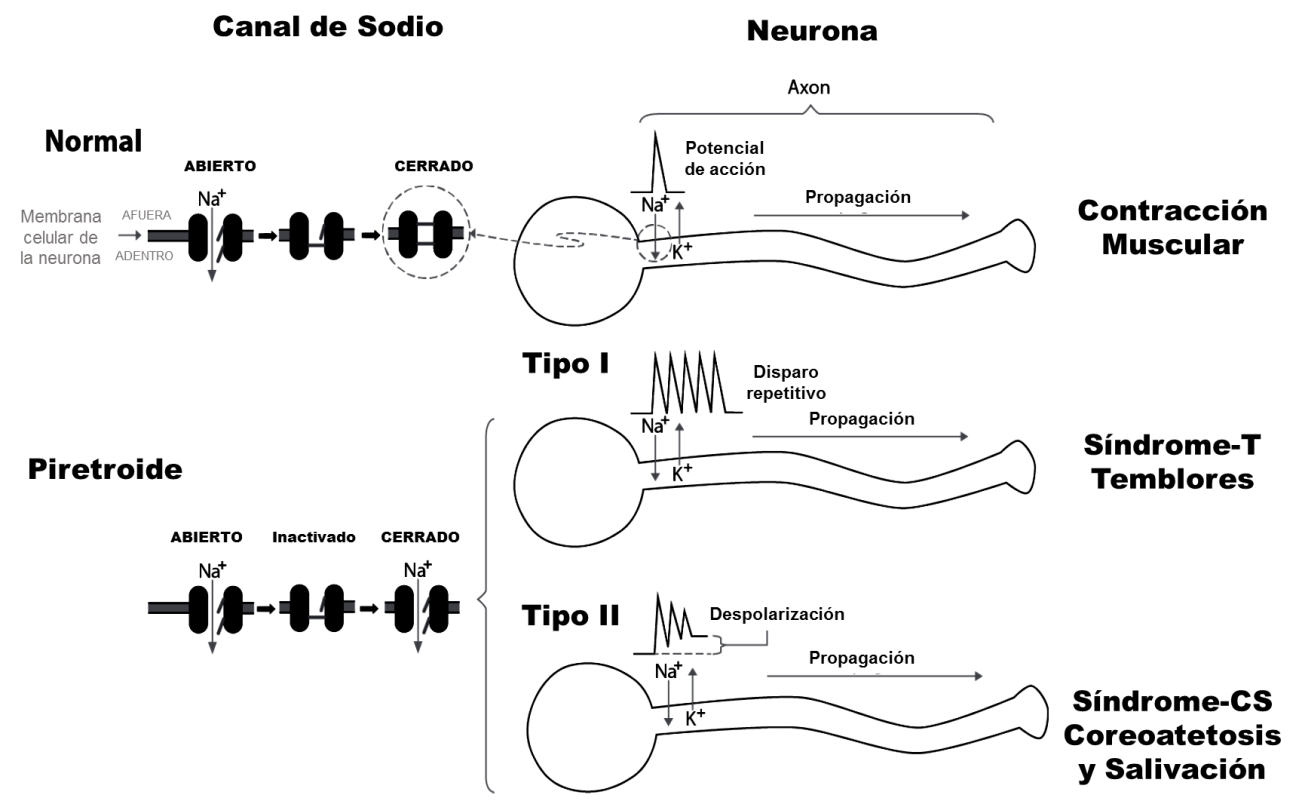 Canal de Sodio
Neurona
Axon
Normal
ABIERTO
CERRADO
Na+
Membrana
celular de
la neurona
AFUERA
ADENTRO
Potencial
de acción
Na+
K+
Propagación
Contracción
Muscular
Tipo I
Disparo
repetitivo
Na+
K+
Propagación
Síndrome-T
Temblores
Piretroide
ABIERTO
Inactivado
CERRADO
Na+
Na+
Tipo II
Despolarización
Na+
K+
Propagación
Síndrome-CS
Coreoatetosis
y Salivación